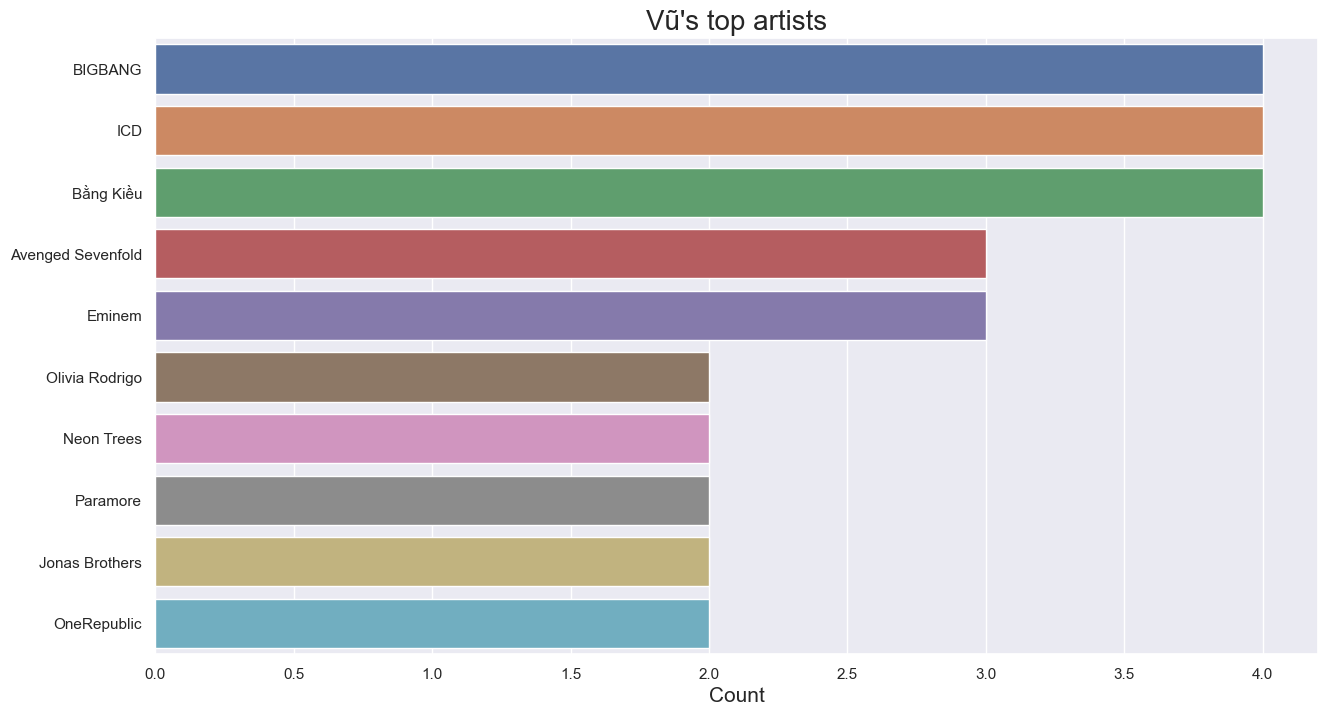 Vũ's top artists
BIGBANG
ICD
Bằng Kiều
Avenged Sevenfold
Eminem
Olivia Rodrigo
Neon Trees
Paramore
Jonas Brothers
OneRepublic
0.0 0.5 1.0 1.5 2.0 2.5 3.0 3.5 4.0
Count